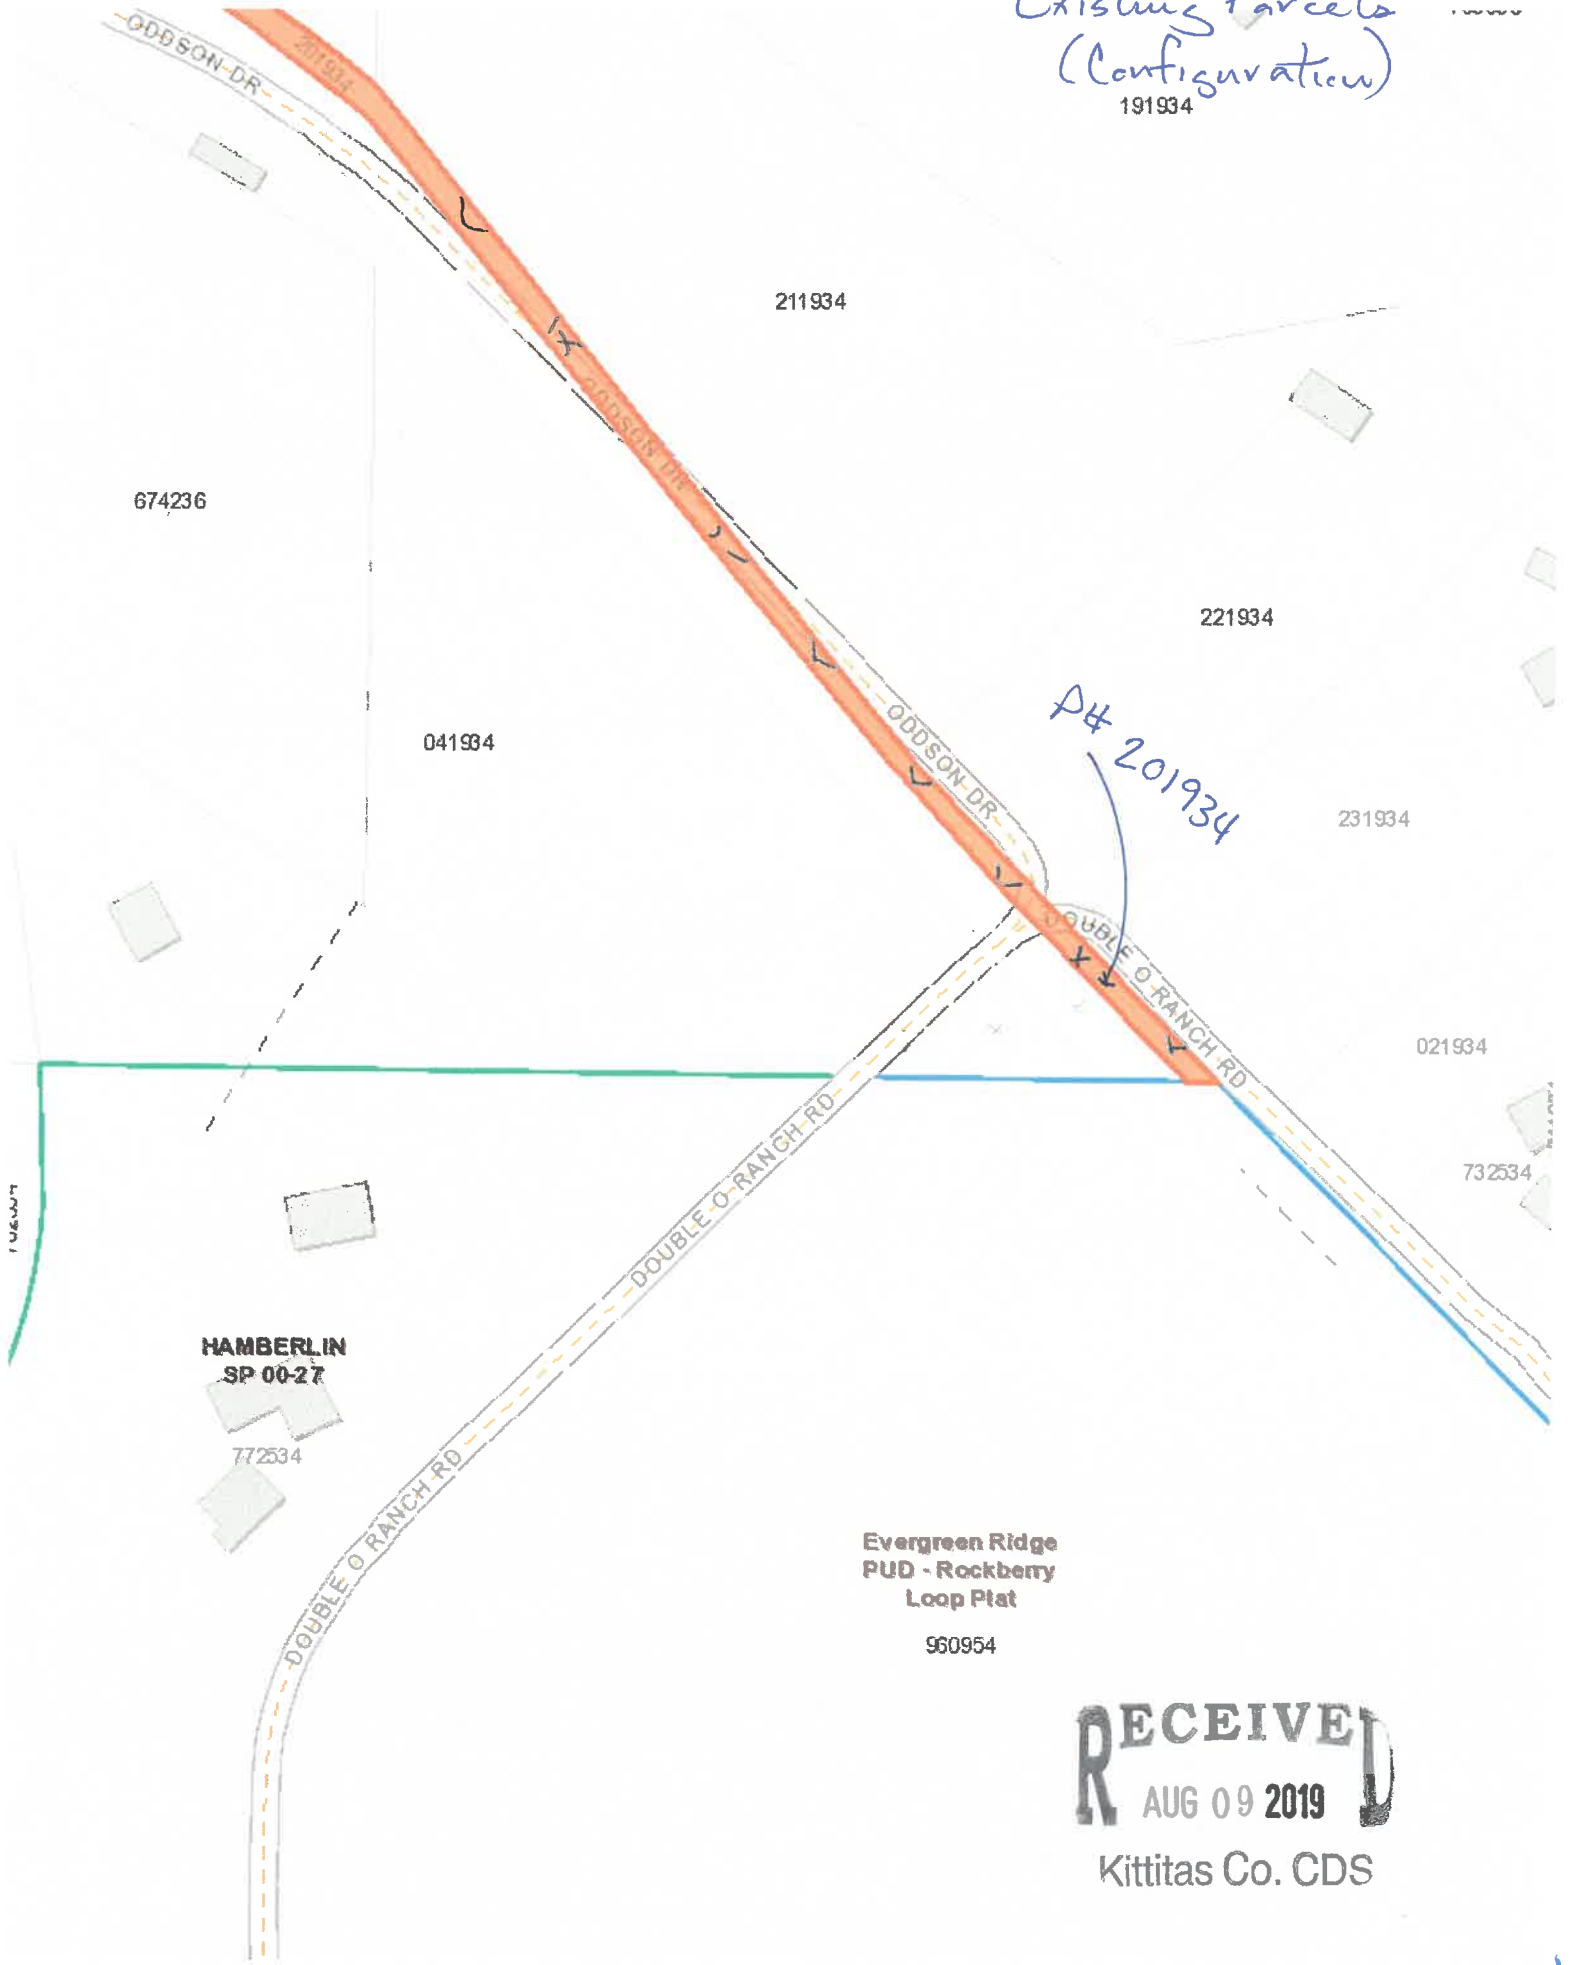 Existing Parcels
(Configuration)
191934
ODDSON DR
201934
211934
ODDSON DR
674236
221934
P# 201934
041934
ODDSON DR
231934
DOUBLE O RANCH RD
021934
DOUBLE O RANCH RD
732534
HAMBERLIN
SP 00-27
772534
DOUBLE O RANCH RD
Evergreen Ridge
PUD - Rockberry
Loop Plat
960954
RECEIVED
AUG 09 2019
Kittitas Co. CDS